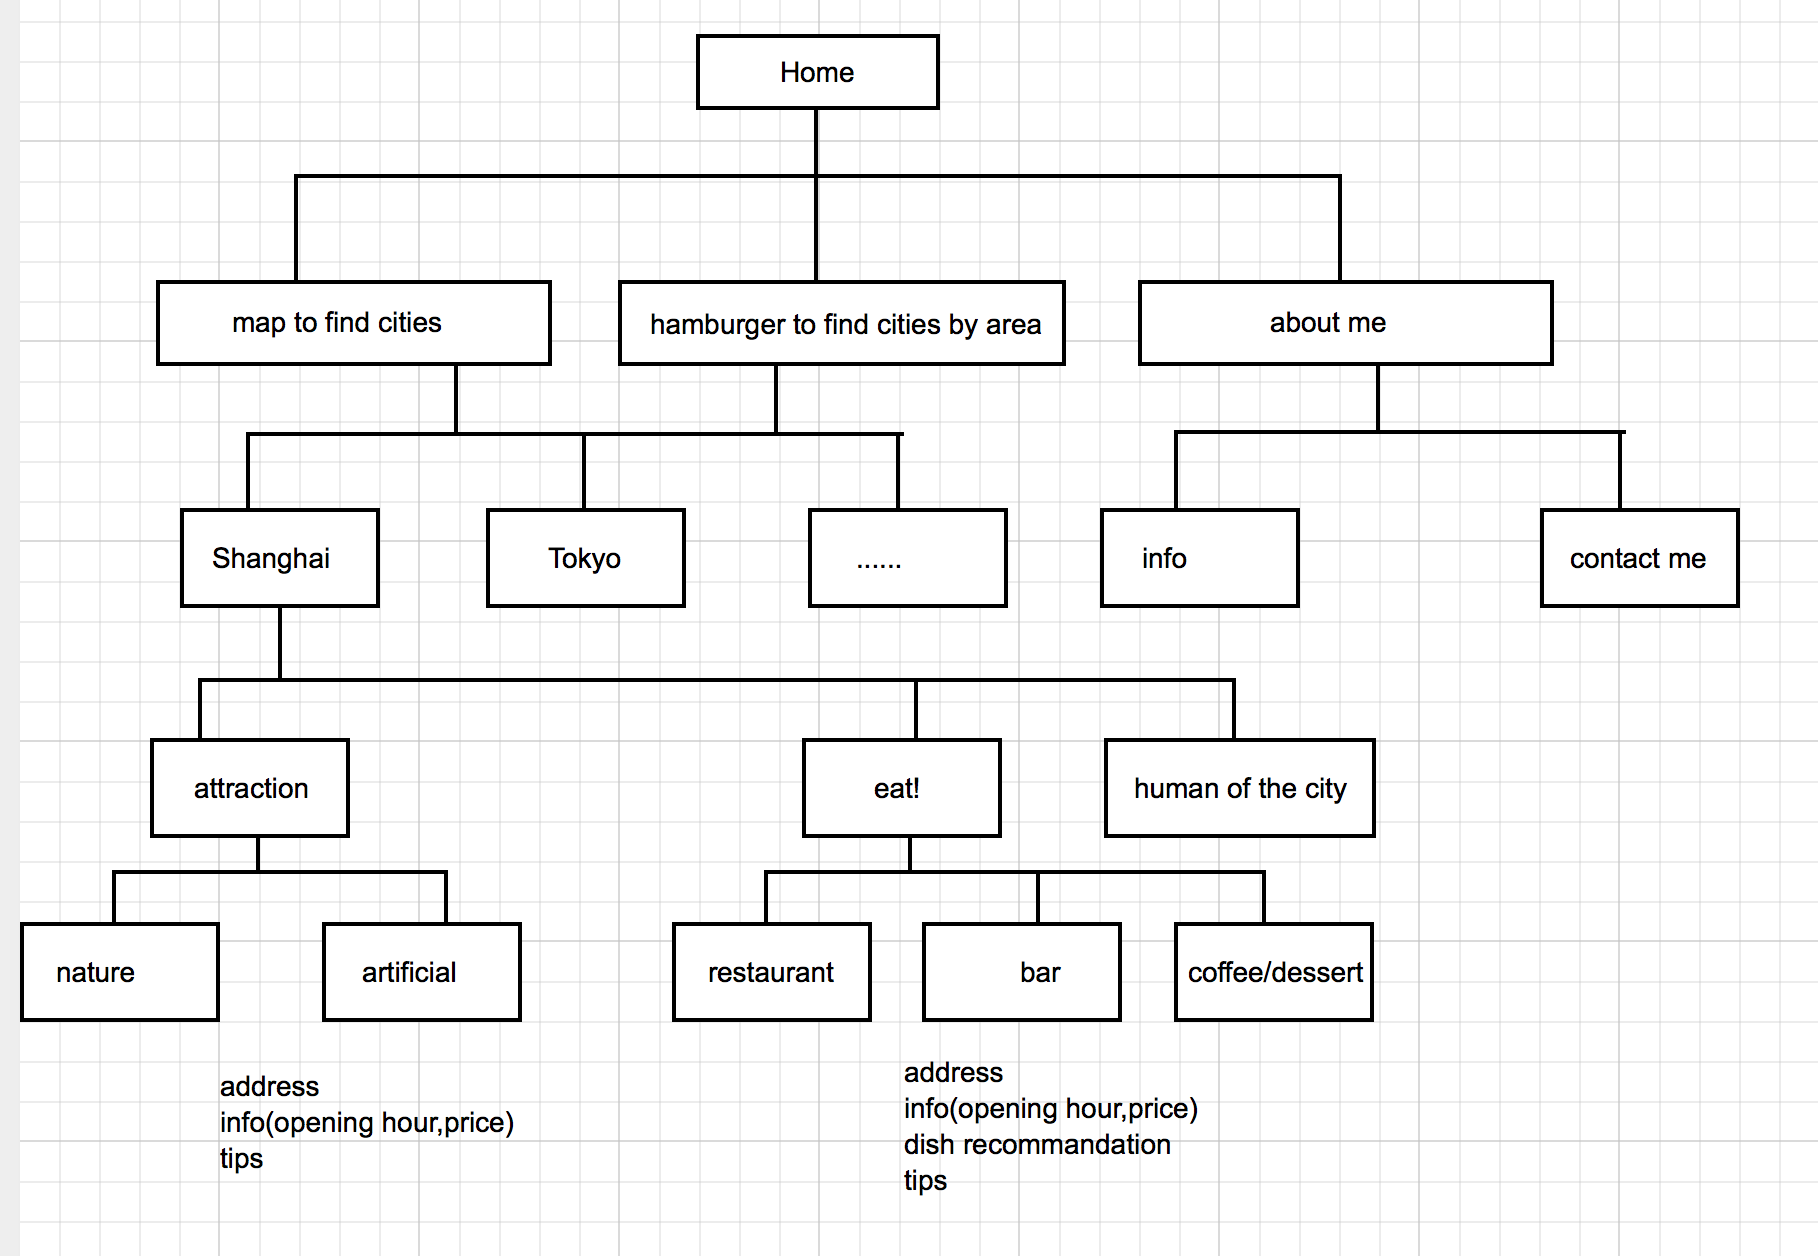 Home
map to find cities
hamburger to find cities by area
about me
Shanghai
Tokyo
......
info
contact me
attraction
eat!
human of the city
nature
artificial
restaurant
bar
coffee/dessert
address
info(opening hour,price)
tips
address
info(opening hour,price)
dish recommandation
tips